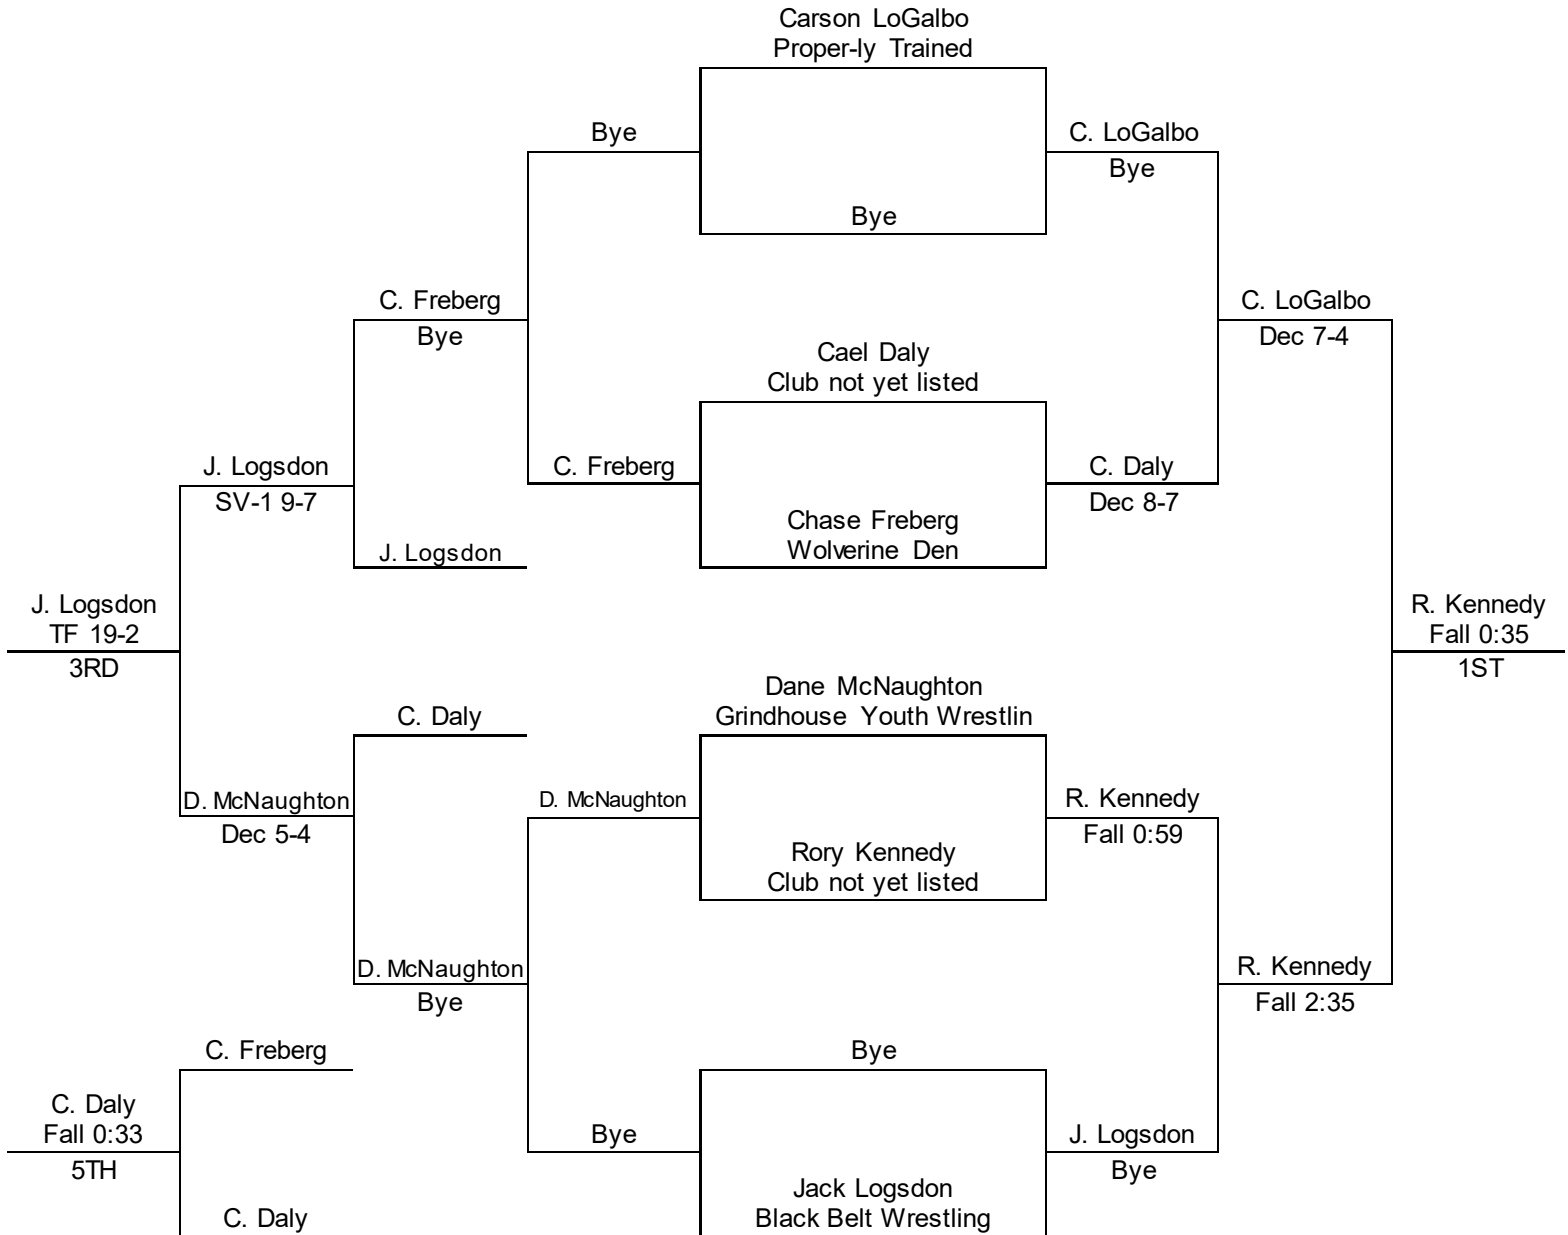 Carson LoGalbo
Proper-ly Trained
Bye
C. LoGalbo
Bye
Bye
C. Freberg
Bye
C. LoGalbo
Dec 7-4
Cael Daly
Club not yet listed
J. Logsdon
SV-1 9-7
C. Freberg
C. Daly
Dec 8-7
Chase Freberg
Wolverine Den
J. Logsdon
J. Logsdon
TF 19-2
3RD
R. Kennedy
Fall 0:35
1ST
Dane McNaughton
Grindhouse Youth Wrestlin
C. Daly
D. McNaughton
Dec 5-4
D. McNaughton
R. Kennedy
Fall 0:59
Rory Kennedy
Club not yet listed
D. McNaughton
Bye
R. Kennedy
Fall 2:35
C. Freberg
Bye
C. Daly
Fall 0:33
5TH
Bye
J. Logsdon
Bye
Jack Logsdon
Black Belt Wrestling
C. Daly